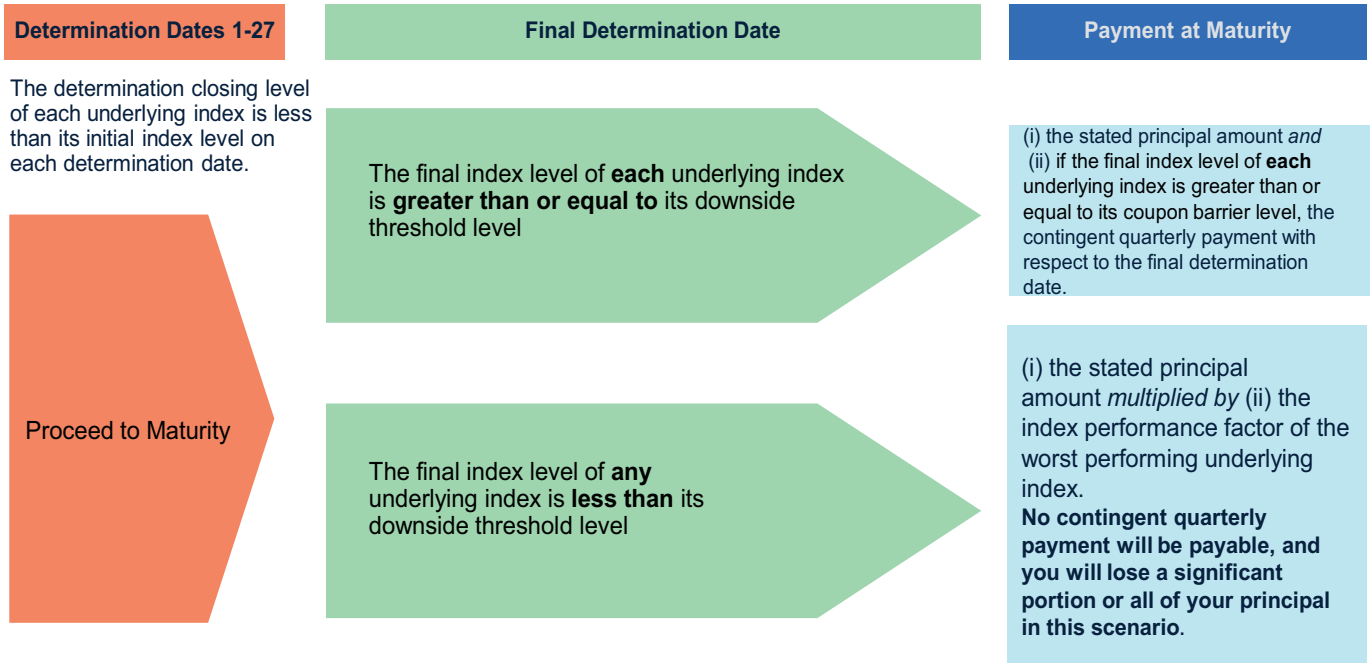 Determination Dates 1-27
Final Determination Date
Payment at Maturity
The determination closing level
of each underlying index is less
than its initial index level on
each determination date.
Proceed to Maturity
The final index level of each underlying index
is greater than or equal to its downside
threshold level
(i) the stated principal amount and
(ii) if the final index level of each
underlying index is greater than or
equal to its coupon barrier level, the
contingent quarterly payment with
respect to the final determination
date.
The final index level of any
underlying index is less than its
downside threshold level
(i) the stated principal
amount multiplied by (ii) the
index performance factor of the
worst performing underlying
index.
No contingent quarterly
payment will be payable, and
you will lose a significant
portion or all of your principal
in this scenario.